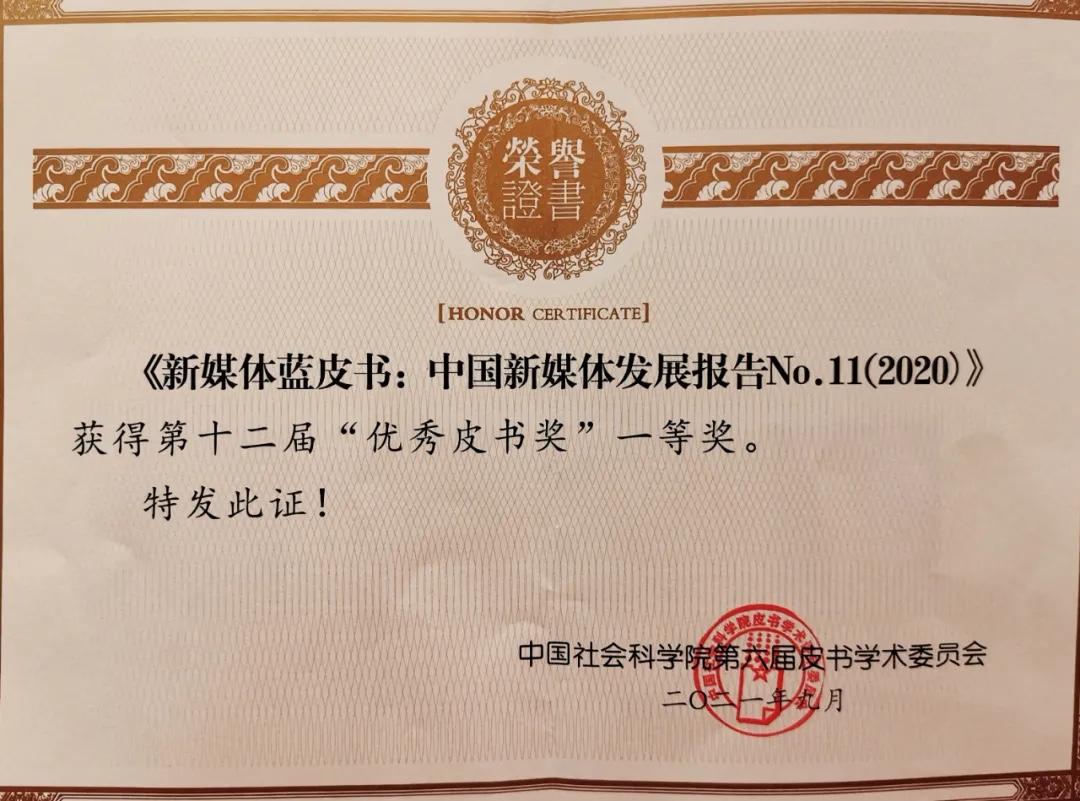 榮譽
證書
[HONOR CERTIFICATE]
《新媒体蓝皮书：中国新媒体发展报告No.11(2020)》
获得第十二届“优秀皮书奖”一等奖。
特发此证！
中国社会科学院第六届皮书学术委员会
二〇二一年九月